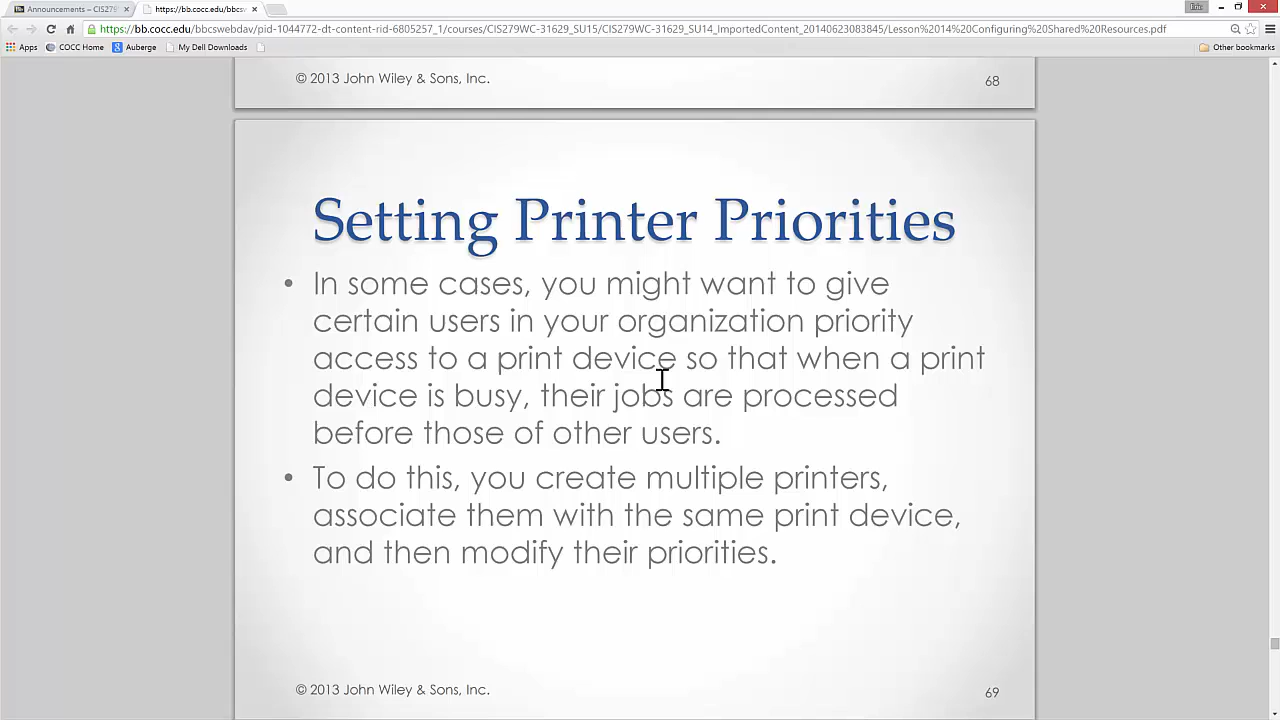 Announcements – CIS279
https://bb.cocc.edu/bbcsw
https://bb.cocc.edu/bbcswebdav/pid-1044772-dt-content-rid-6805257_1/courses/CIS279WC-31629_SU15/CIS279WC-31629_SU14_ImportedContent_20140623083845/Lesson%2014%20Configuring%20Shared%20Resources.pdf
Apps COCC Home Auberge My Dell Downloads Other bookmarks
© 2013 John Wiley & Sons, Inc. 68
Setting Printer Priorities
• In some cases, you might want to give
certain users in your organization priority
access to a print device so that when a print
device is busy, their jobs are processed
before those of other users.
• To do this, you create multiple printers,
associate them with the same print device,
and then modify their priorities.
© 2013 John Wiley & Sons, Inc. 69